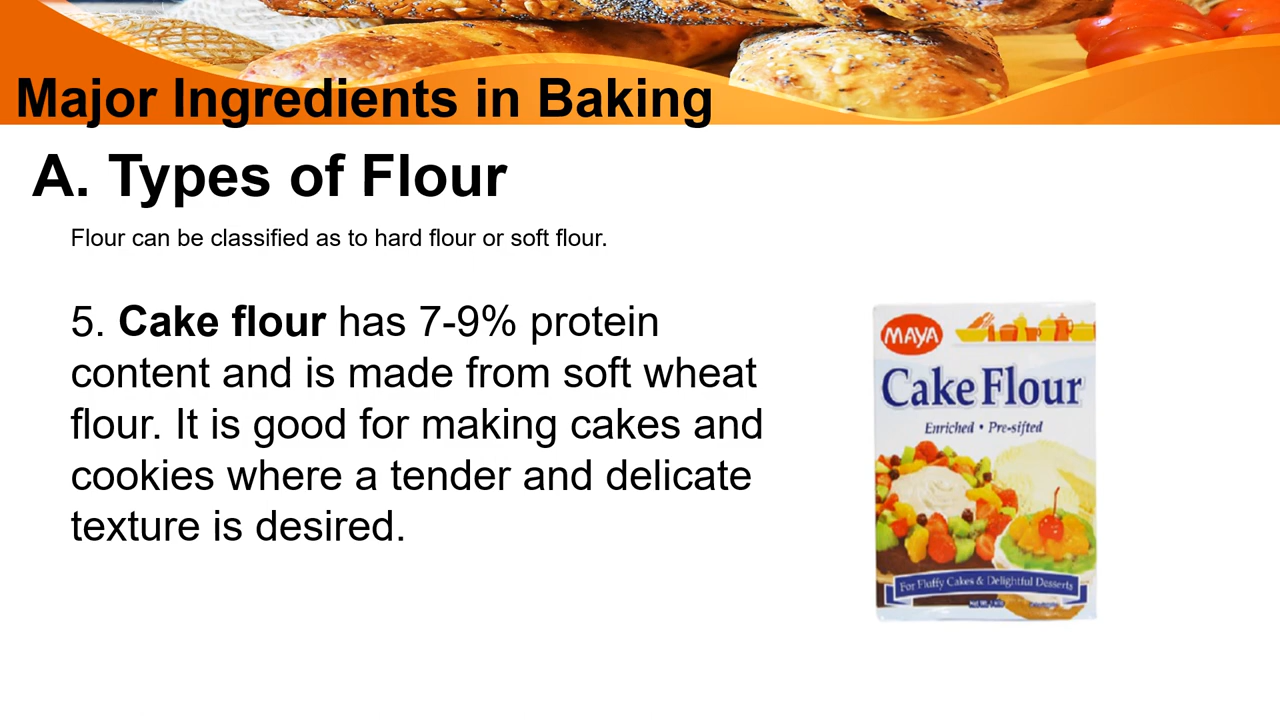 Major Ingredients in Baking
A. Types of Flour
Flour can be classified as to hard flour or soft flour.
5. Cake flour has 7-9% protein
content and is made from soft wheat
flour. It is good for making cakes and
cookies where a tender and delicate
texture is desired.
MAYA
Cake Flour
Enriched • Pre-sifted
For Fluffy Cakes & Delightful Desserts